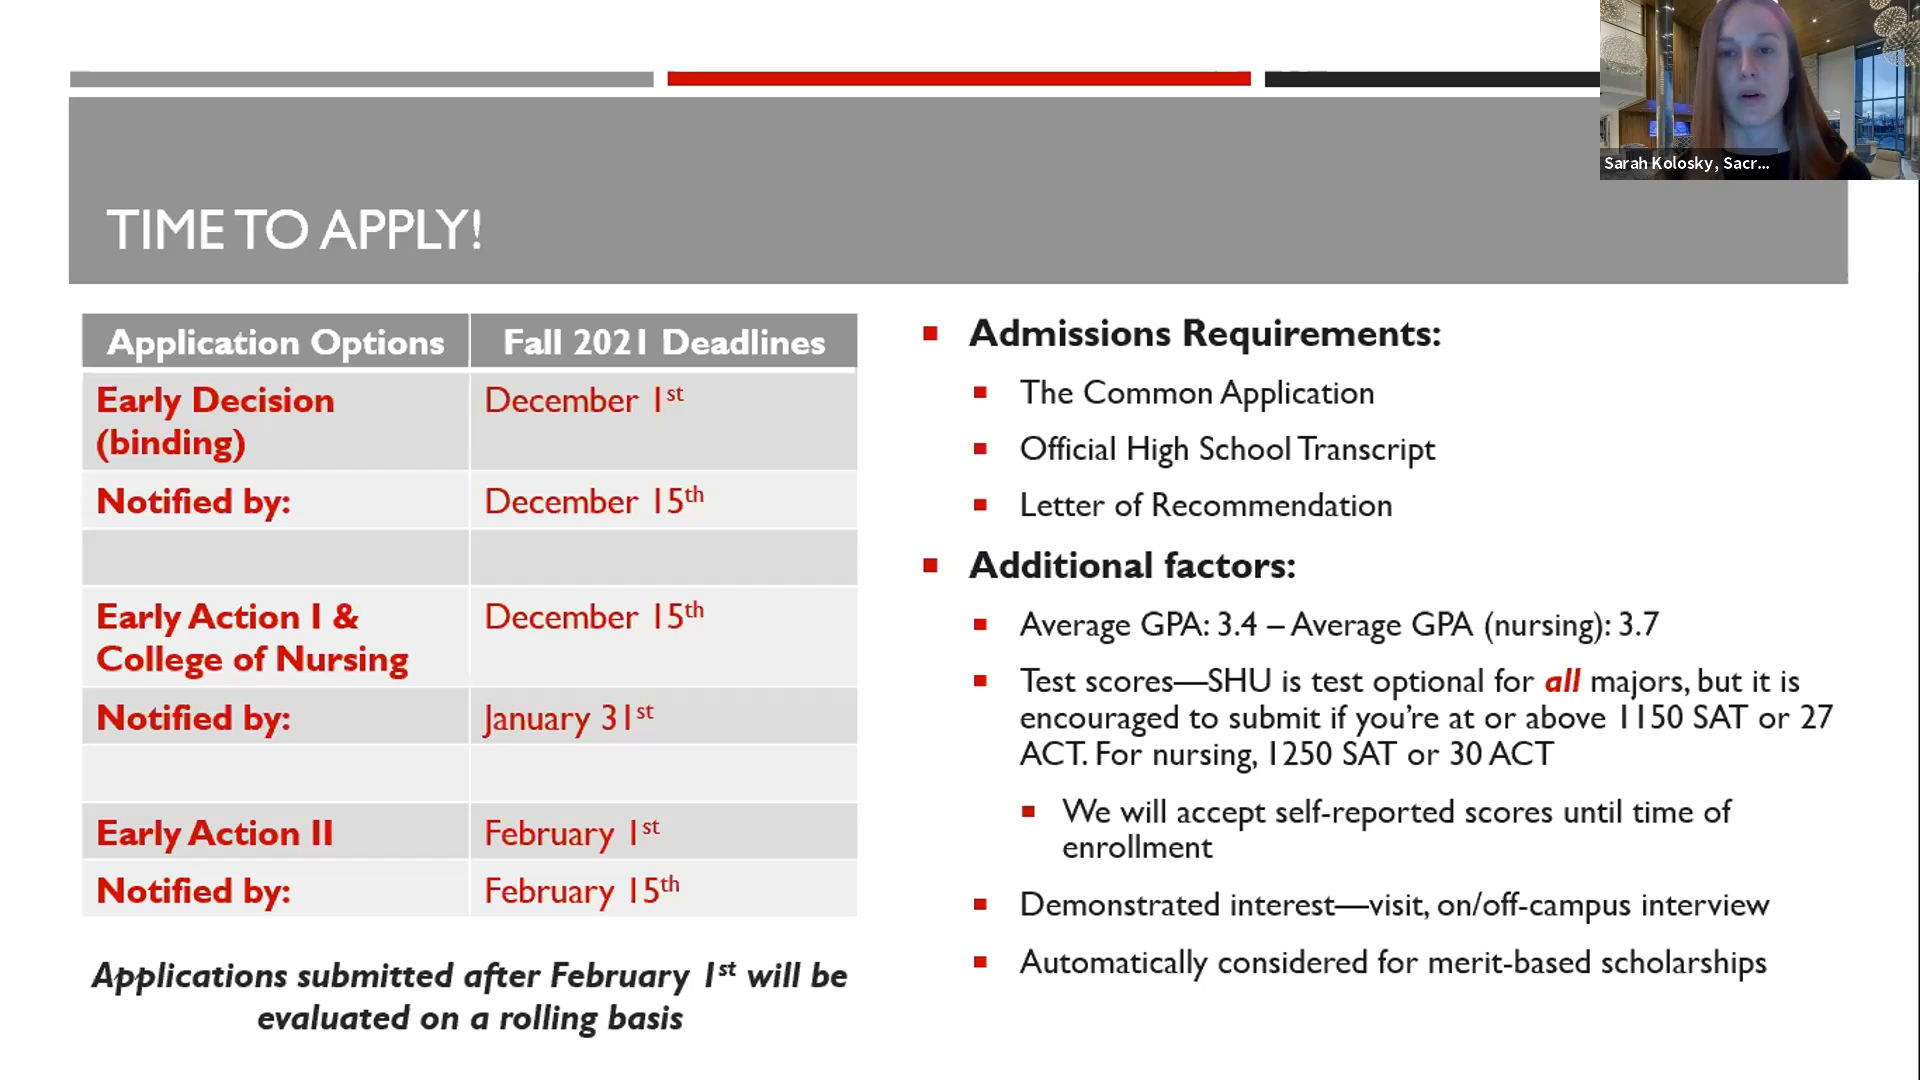 Sarah Kolosky, Sacr...
TIME TO APPLY!
Application Options Fall 2021 Deadlines
Early Decision December 1st
(binding)
Notified by: December 15th
Early Action I & December 15th
College of Nursing
Notified by: January 31st
Early Action II February 1st
Notified by: February 15th
Applications submitted after February 1st will be
evaluated on a rolling basis
Admissions Requirements:
The Common Application
Official High School Transcript
Letter of Recommendation
Additional factors:
Average GPA: 3.4 – Average GPA (nursing): 3.7
Test scores—SHU is test optional for all majors, but it is
encouraged to submit if you're at or above 1150 SAT or 27
ACT. For nursing, 1250 SAT or 30 ACT
We will accept self-reported scores until time of
enrollment
Demonstrated interest—visit, on/off-campus interview
Automatically considered for merit-based scholarships